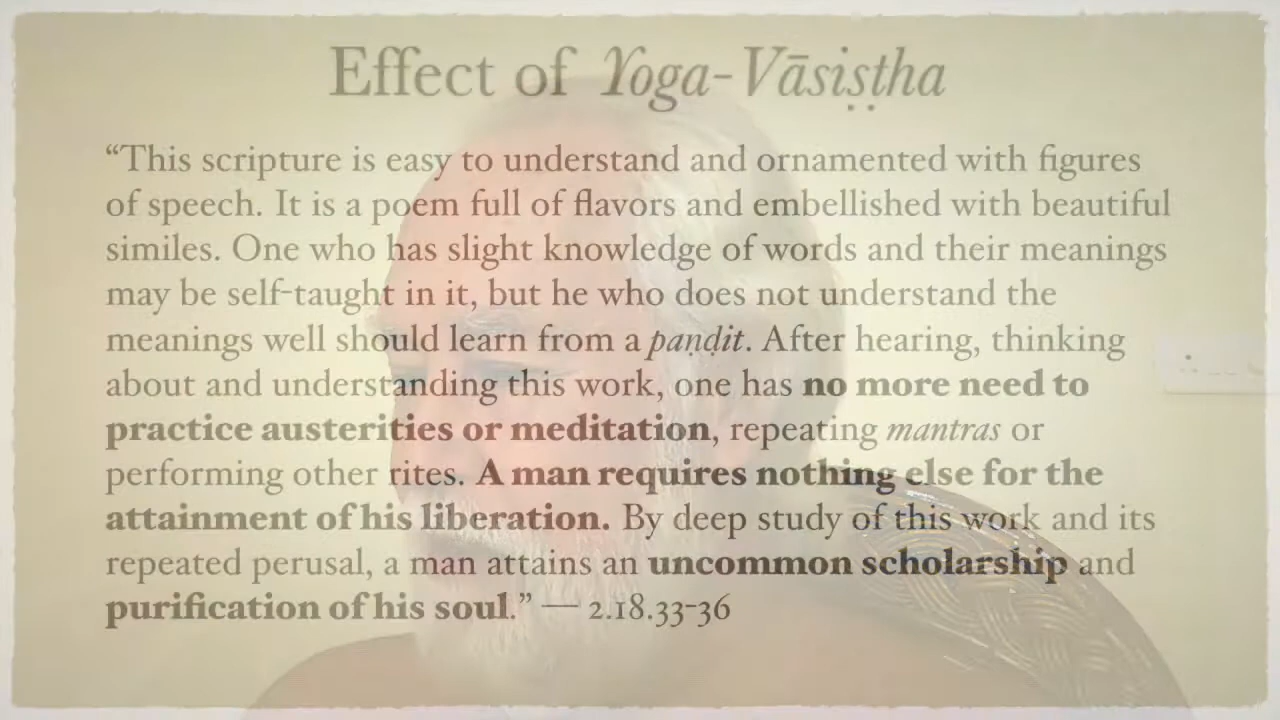 Effect of Yoga-Vāsiṣṭha
“This scripture is easy to understand and ornamented with figures
of speech. It is a poem full of flavors and embellished with beautiful
similes. One who has slight knowledge of words and their meanings
may be self-taught in it, but he who does not understand the
meanings well should learn from a paṇḍit. After hearing, thinking
about and understanding this work, one has no more need to
practice austerities or meditation, repeating mantras or
performing other rites. A man requires nothing else for the
attainment of his liberation. By deep study of this work and its
repeated perusal, a man attains an uncommon scholarship and
purification of his soul.” — 2.18.33-36